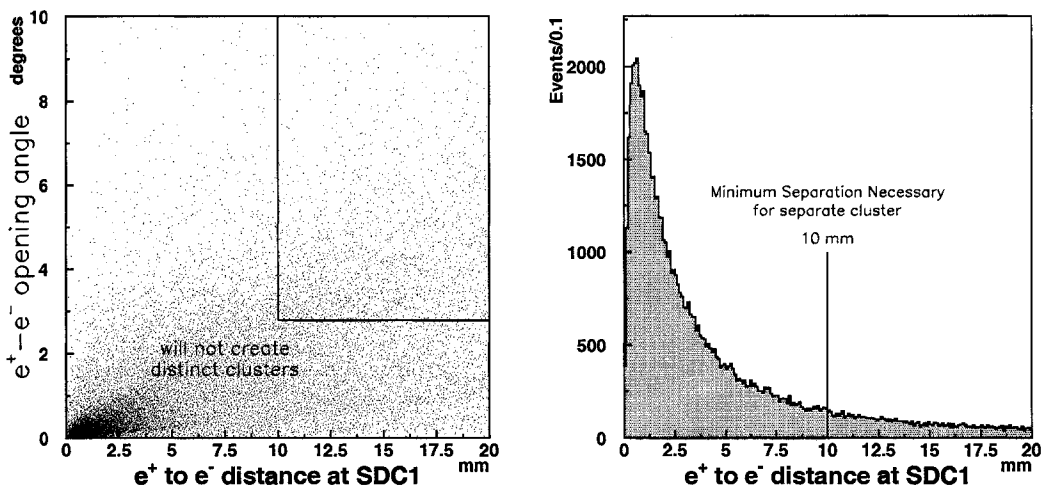 e⁺–e⁻ opening angle degrees
10
8
6
4
2
0
will not create
distinct clusters
0 2.5 5 7.5 10 12.5 15 17.5 20
mm
e⁺ to e⁻ distance at SDC1
Events/0.1
2000
1500
1000
500
0
Minimum Separation Necessary
for separate cluster
10 mm
0 2.5 5 7.5 10 12.5 15 17.5 20
mm
e⁺ to e⁻ distance at SDC1